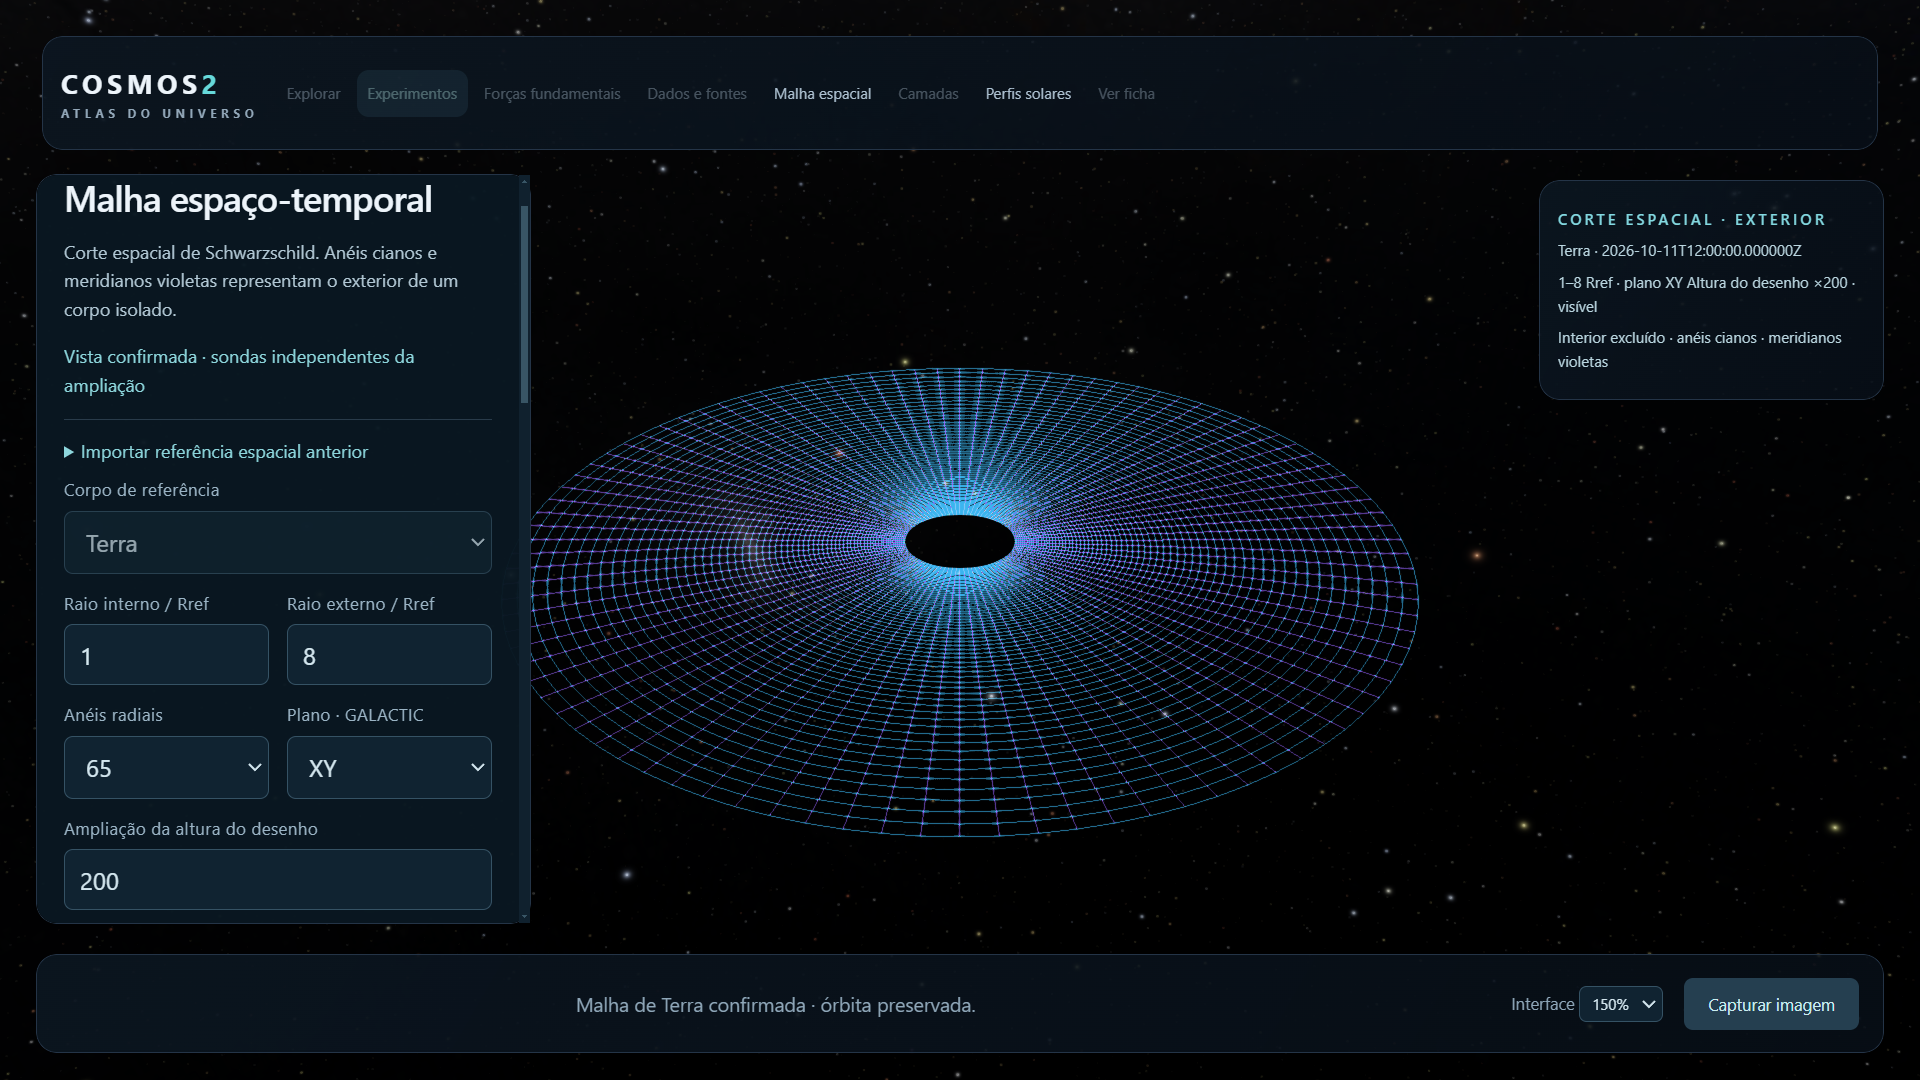 COSMOS2
ATLAS DO UNIVERSO
Explorar
Experimentos
Forças fundamentais
Dados e fontes
Malha espacial
Camadas
Perfis solares
Ver ficha
Malha espaço-temporal
Corte espacial de Schwarzschild. Anéis cianos e
meridianos violetas representam o exterior de um
corpo isolado.
Vista confirmada · sondas independentes da
ampliação
Importar referência espacial anterior
Corpo de referência
Terra
Raio interno / Rref
Raio externo / Rref
1
8
Anéis radiais
Plano · GALACTIC
65
XY
Ampliação da altura do desenho
200
CORTE ESPACIAL · EXTERIOR
Terra · 2026-10-11T12:00:00.000000Z
1–8 Rref · plano XY Altura do desenho ×200 ·
visível
Interior excluído · anéis cianos · meridianos
violetas
Malha de Terra confirmada · órbita preservada.
Interface
150%
Capturar imagem